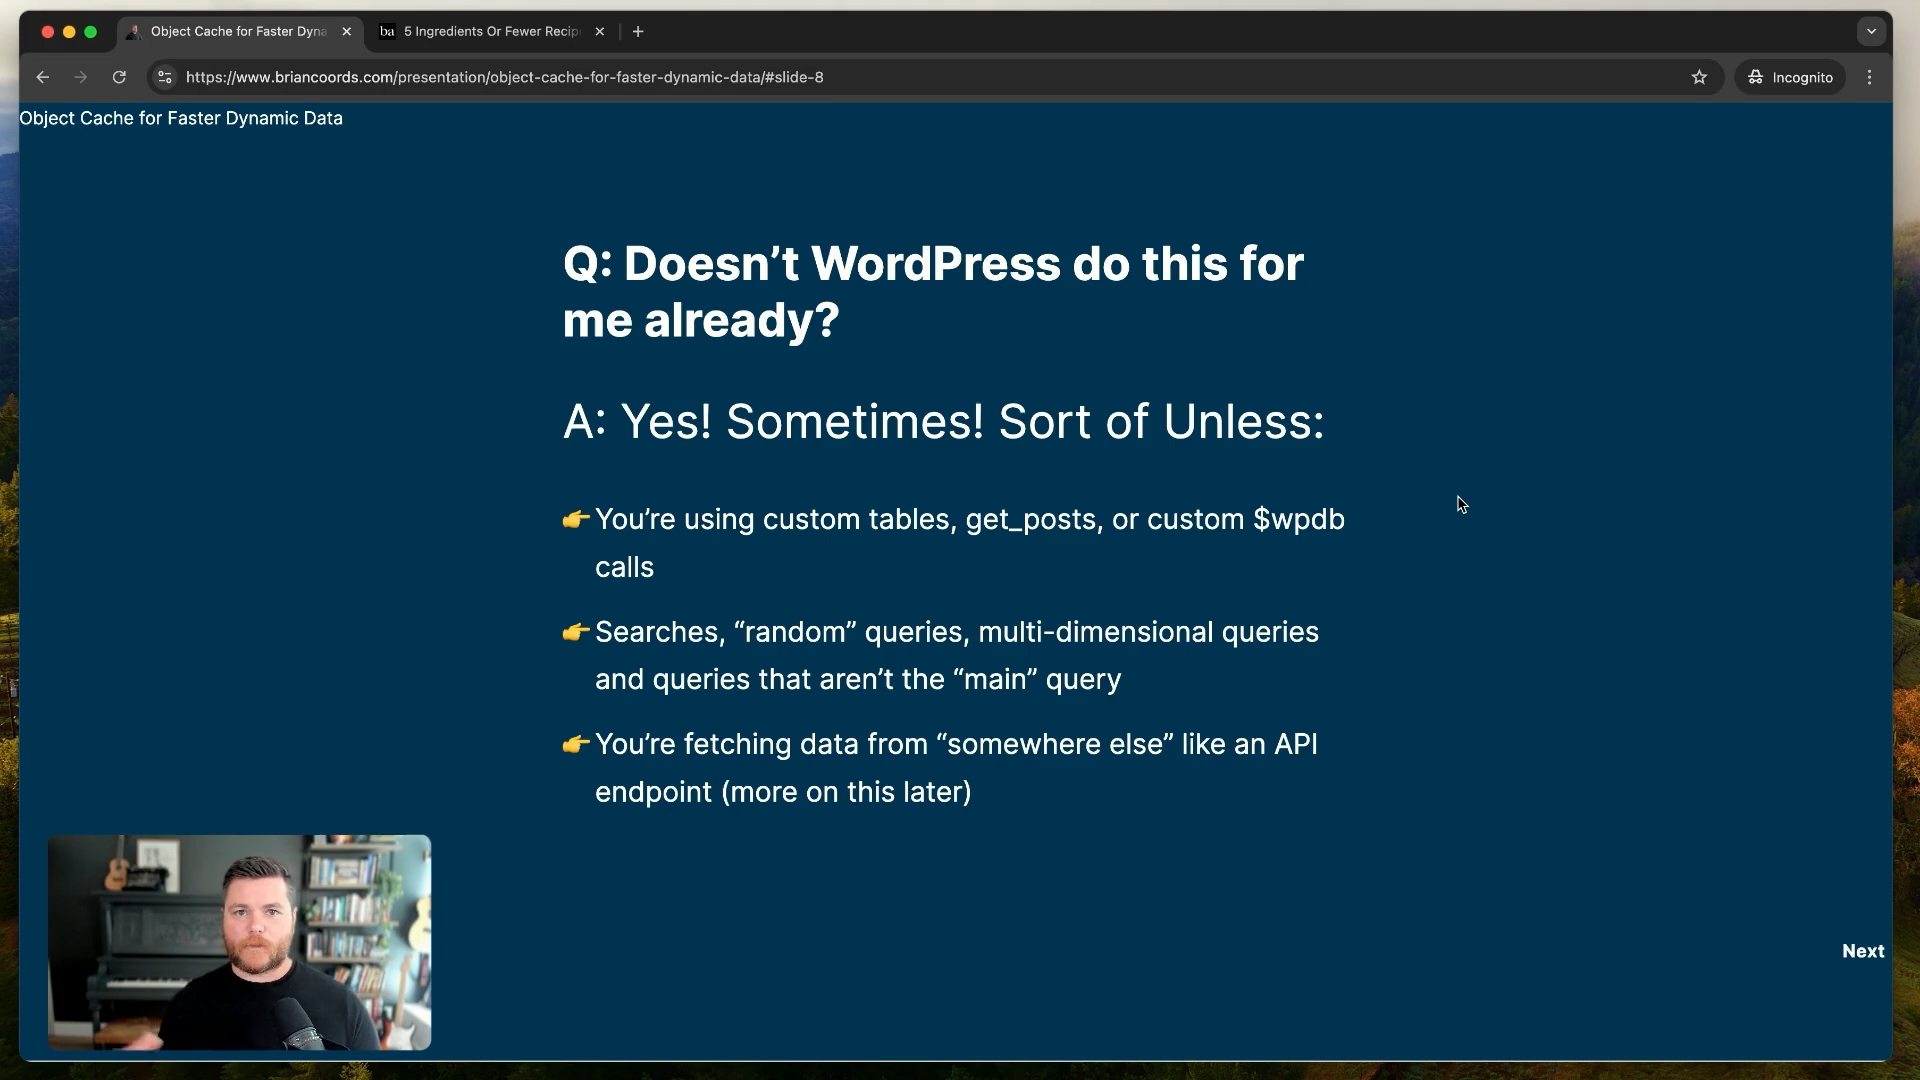 Object Cache for Faster Dyna
ba 5 Ingredients Or Fewer Recip
https://www.briancoords.com/presentation/object-cache-for-faster-dynamic-data/#slide-8
Incognito
Object Cache for Faster Dynamic Data
Q: Doesn’t WordPress do this for
me already?
A: Yes! Sometimes! Sort of Unless:
👉 You’re using custom tables, get_posts, or custom $wpdb
calls
👉 Searches, “random” queries, multi-dimensional queries
and queries that aren’t the “main” query
👉 You’re fetching data from “somewhere else” like an API
endpoint (more on this later)
Next